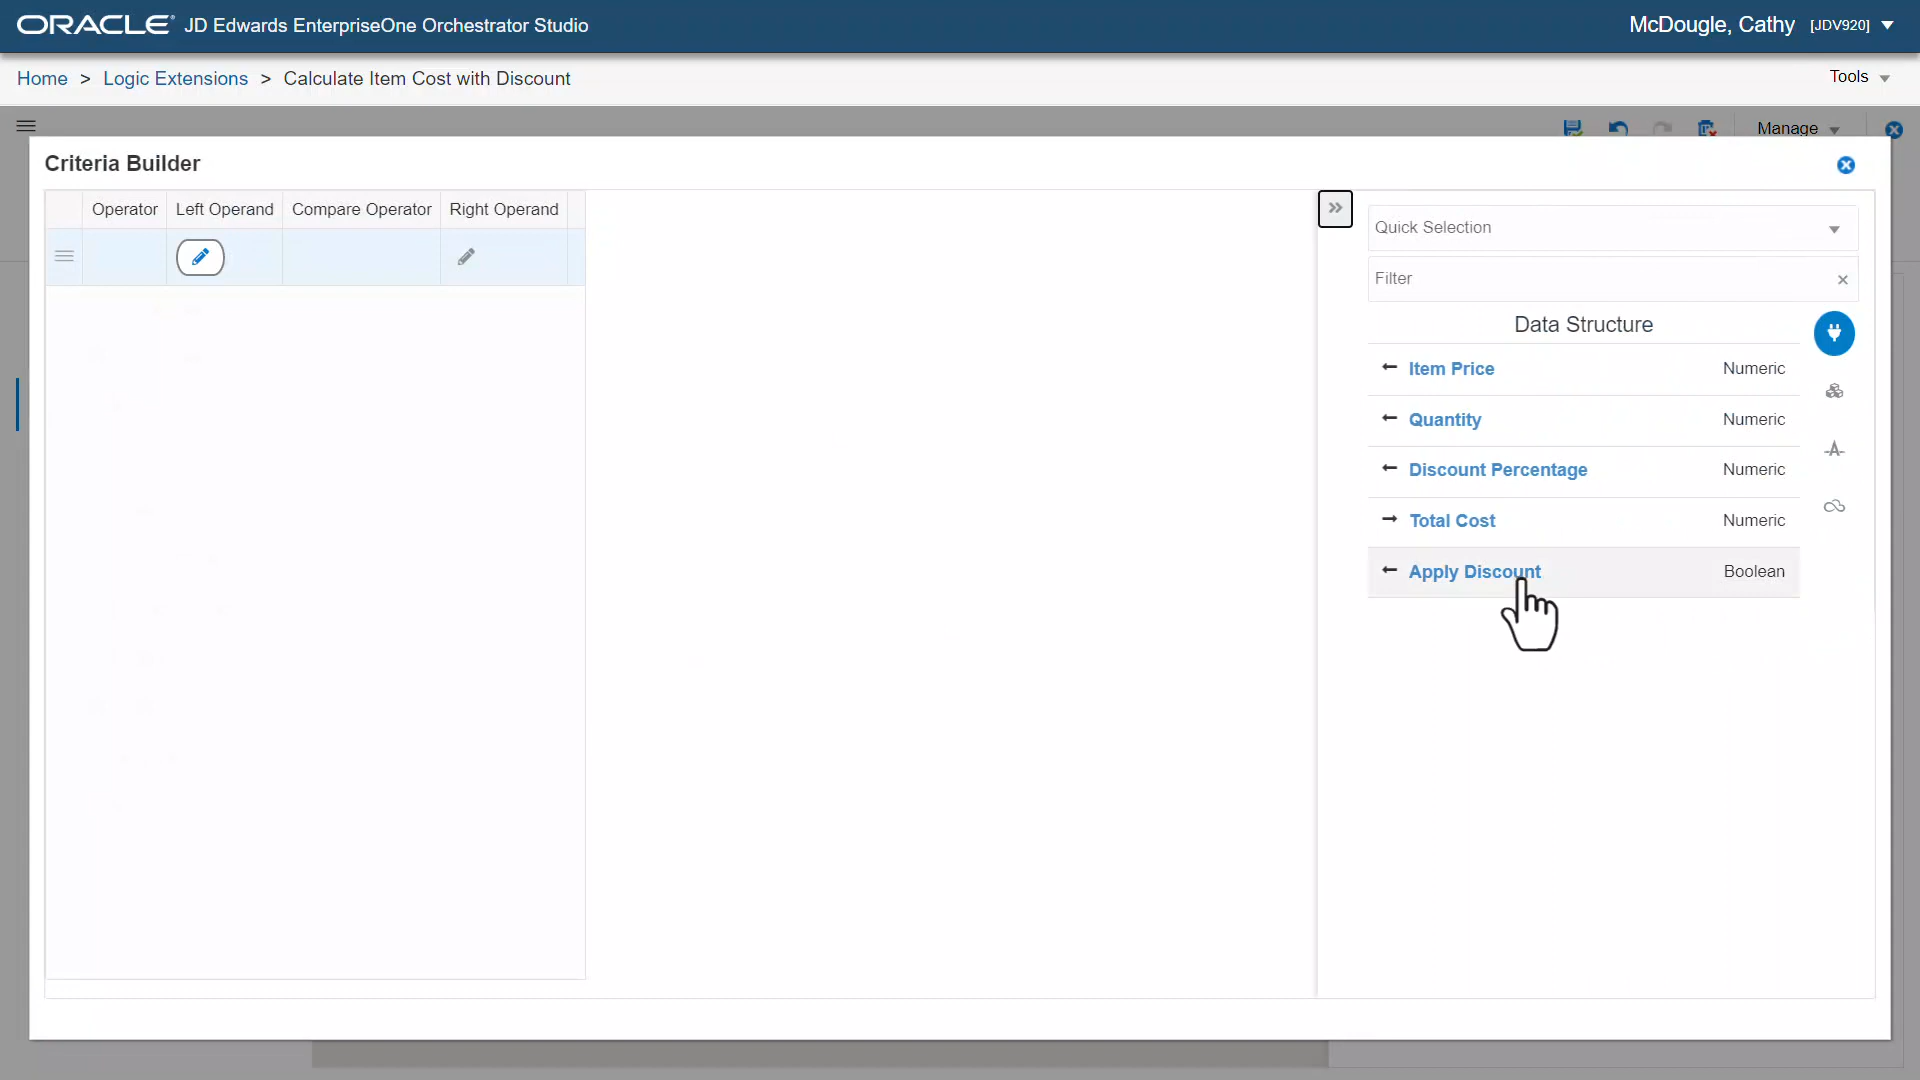 ORACLE JD Edwards EnterpriseOne Orchestrator Studio
McDougle, Cathy [JDV920]
Home > Logic Extensions > Calculate Item Cost with Discount
Tools
Manage
Criteria Builder
Operator Left Operand Compare Operator Right Operand
Quick Selection
Filter
Data Structure
Item Price Numeric
Quantity Numeric
Discount Percentage Numeric
Total Cost Numeric
Apply Discount Boolean